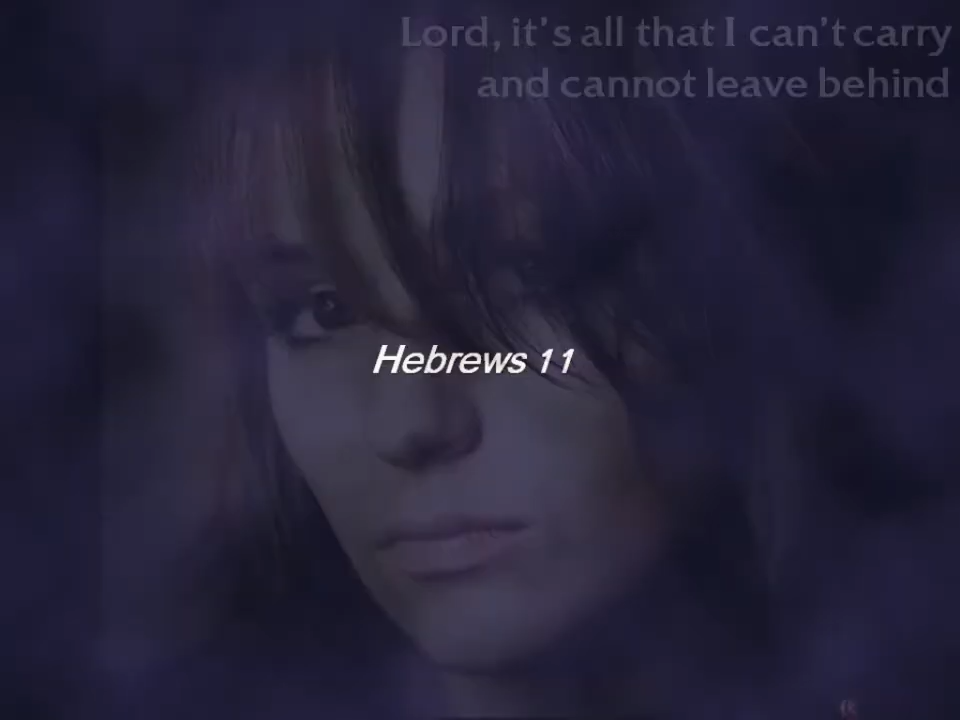 Lord, it's all that I can't carry
and cannot leave behind
Hebrews 11